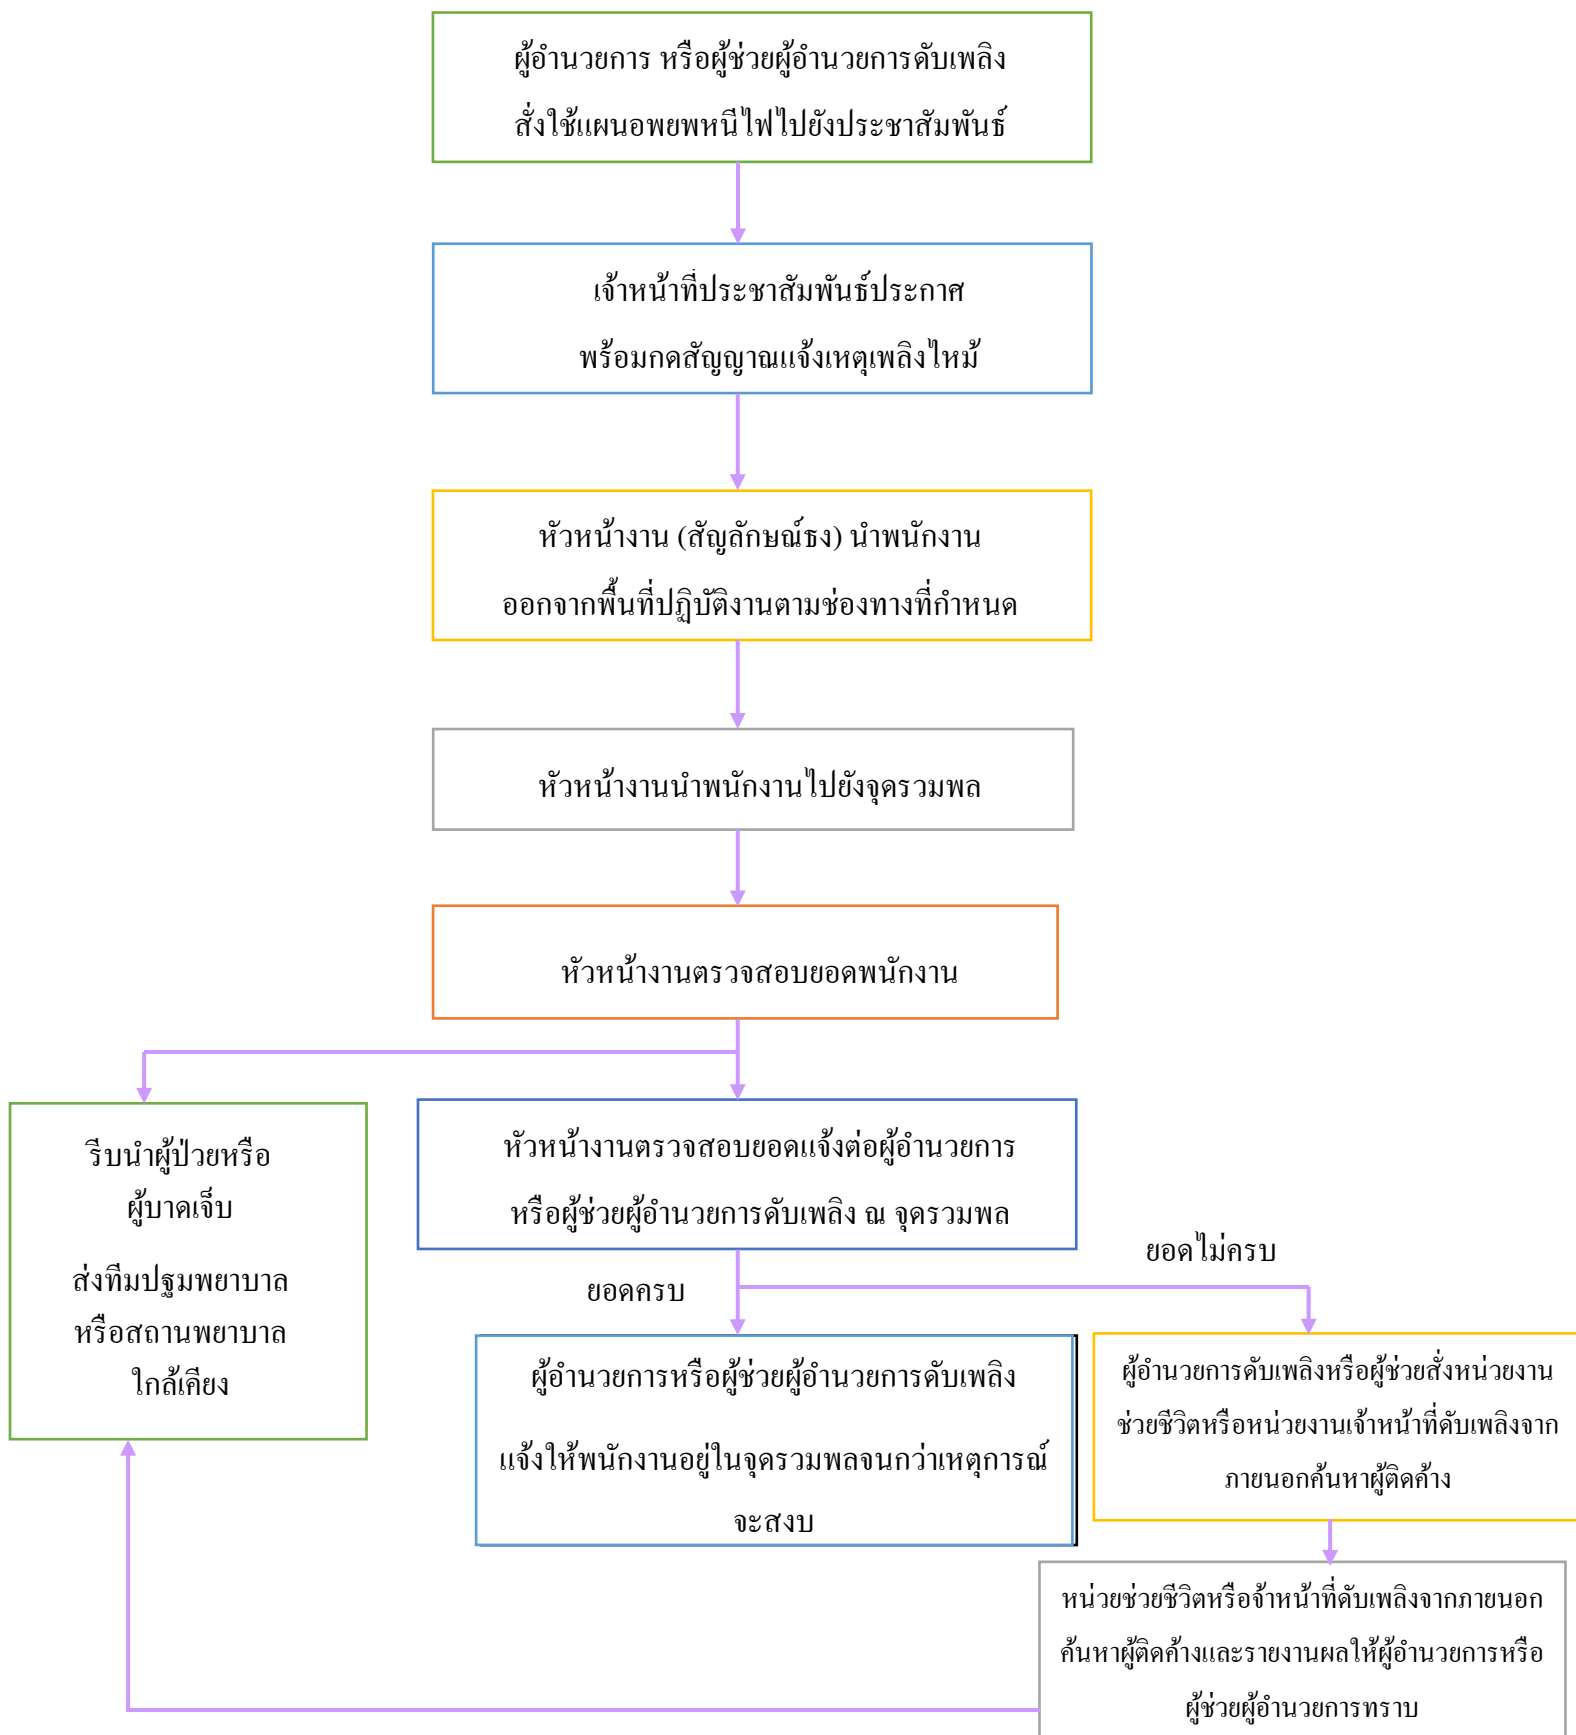 ผู้อำนวยการ หรือผู้ช่วยผู้อำนวยการดับเพลิง
สั่งใช้แผนอพยพหนีไฟไปยังประชาสัมพันธ์
เจ้าหน้าที่ประชาสัมพันธ์ประกาศ
พร้อมกดสัญญาณแจ้งเหตุเพลิงไหม้
หัวหน้างาน (สัญลักษณ์ธง) นำพนักงาน
ออกจากพื้นที่ปฏิบัติงานตามช่องทางที่กำหนด
หัวหน้างานนำพนักงานไปยังจุดรวมพล
หัวหน้างานตรวจสอบยอดพนักงาน
รีบนำผู้ป่วยหรือ
ผู้บาดเจ็บ
ส่งทีมปฐมพยาบาล
หรือสถานพยาบาล
ใกล้เคียง
หัวหน้างานตรวจสอบยอดแจ้งต่อผู้อำนวยการ
หรือผู้ช่วยผู้อำนวยการดับเพลิง ณ จุดรวมพล
ยอดครบ
ยอดไม่ครบ
ผู้อำนวยการหรือผู้ช่วยผู้อำนวยการดับเพลิง
แจ้งให้พนักงานอยู่ในจุดรวมพลจนกว่าเหตุการณ์
จะสงบ
ผู้อำนวยการดับเพลิงหรือผู้ช่วยสั่งหน่วยงาน
ช่วยชีวิตหรือหน่วยงานเจ้าหน้าที่ดับเพลิงจาก
ภายนอกค้นหาผู้ติดค้าง
หน่วยช่วยชีวิตหรือจ้าหน้าที่ดับเพลิงจากภายนอก
ค้นหาผู้ติดค้างและรายงานผลให้ผู้อำนวยการหรือ
ผู้ช่วยผู้อำนวยการทราบ